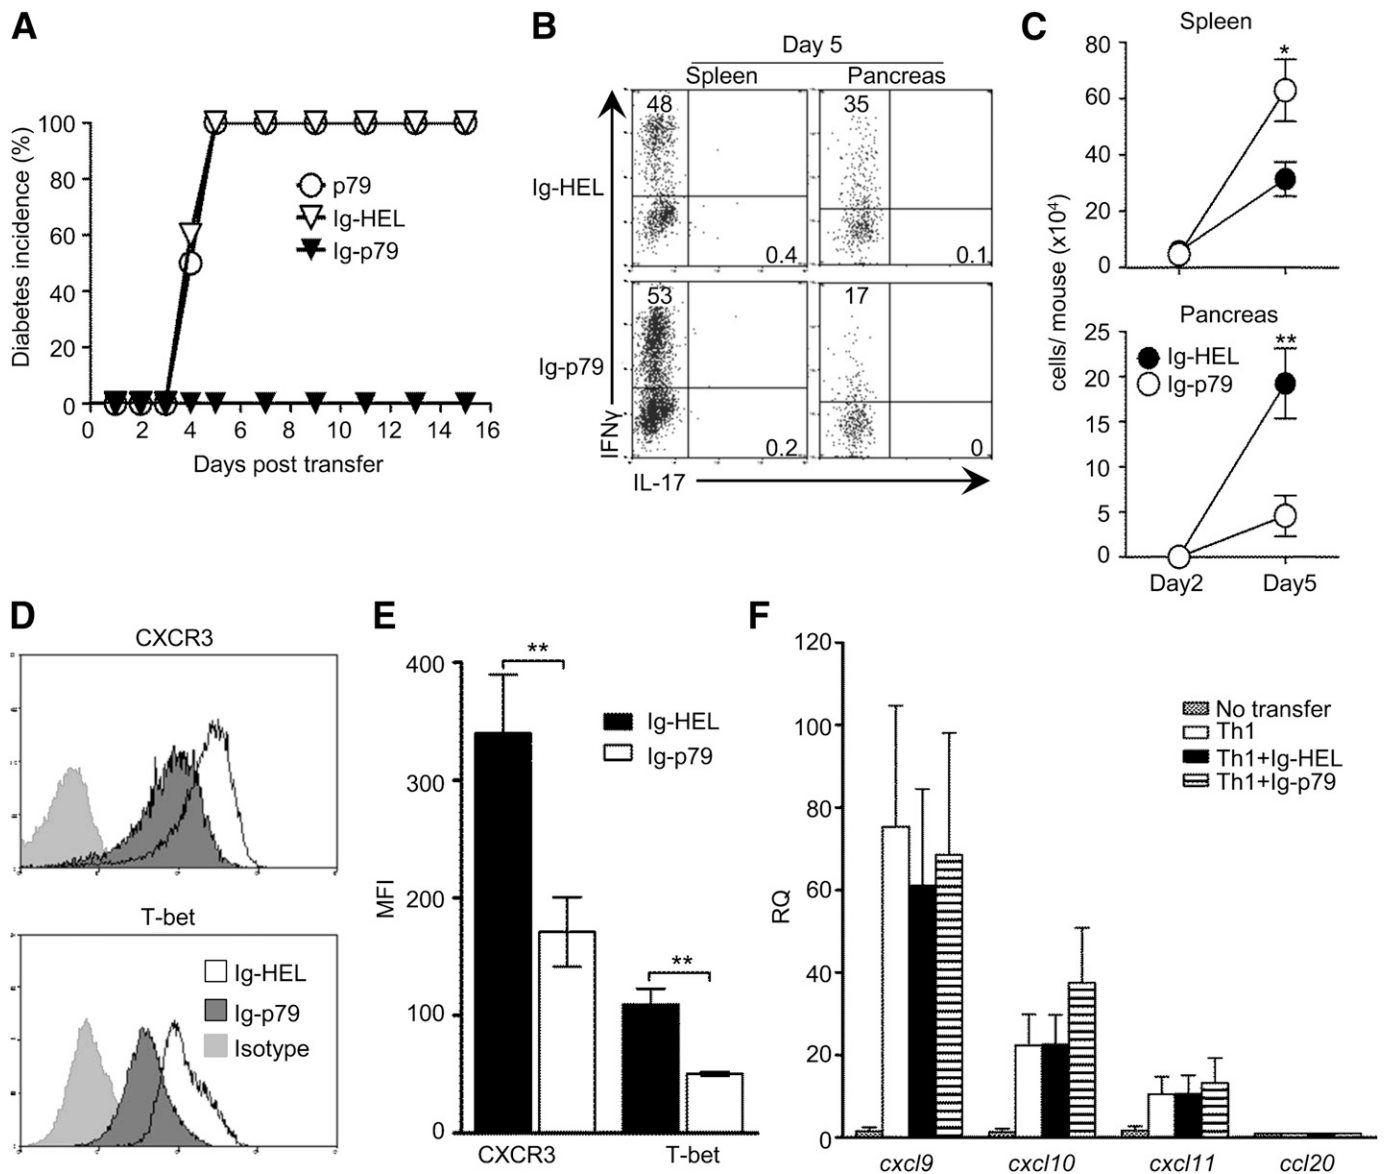 A
Diabetes incidence (%)
100
80
60
40
20
0
p79
Ig-HEL
Ig-p79
0 2 4 6 8 10 12 14 16
Days post transfer
B
Day 5
Spleen Pancreas
Ig-HEL
48
0.4
35
0.1
Ig-p79
53
0.2
17
0
IFNγ
IL-17
C
Spleen
cells/ mouse (x10⁴)
80
60
40
20
0
*
Pancreas
25
20
15
10
5
0
Ig-HEL
Ig-p79
**
Day2 Day5
D
CXCR3
T-bet
Ig-HEL
Ig-p79
Isotype
E
MFI
400
300
200
100
0
**
**
Ig-HEL
Ig-p79
CXCR3 T-bet
F
RQ
120
100
80
60
40
20
0
No transfer
Th1
Th1+Ig-HEL
Th1+Ig-p79
cxcl9 cxcl10 cxcl11 ccl20